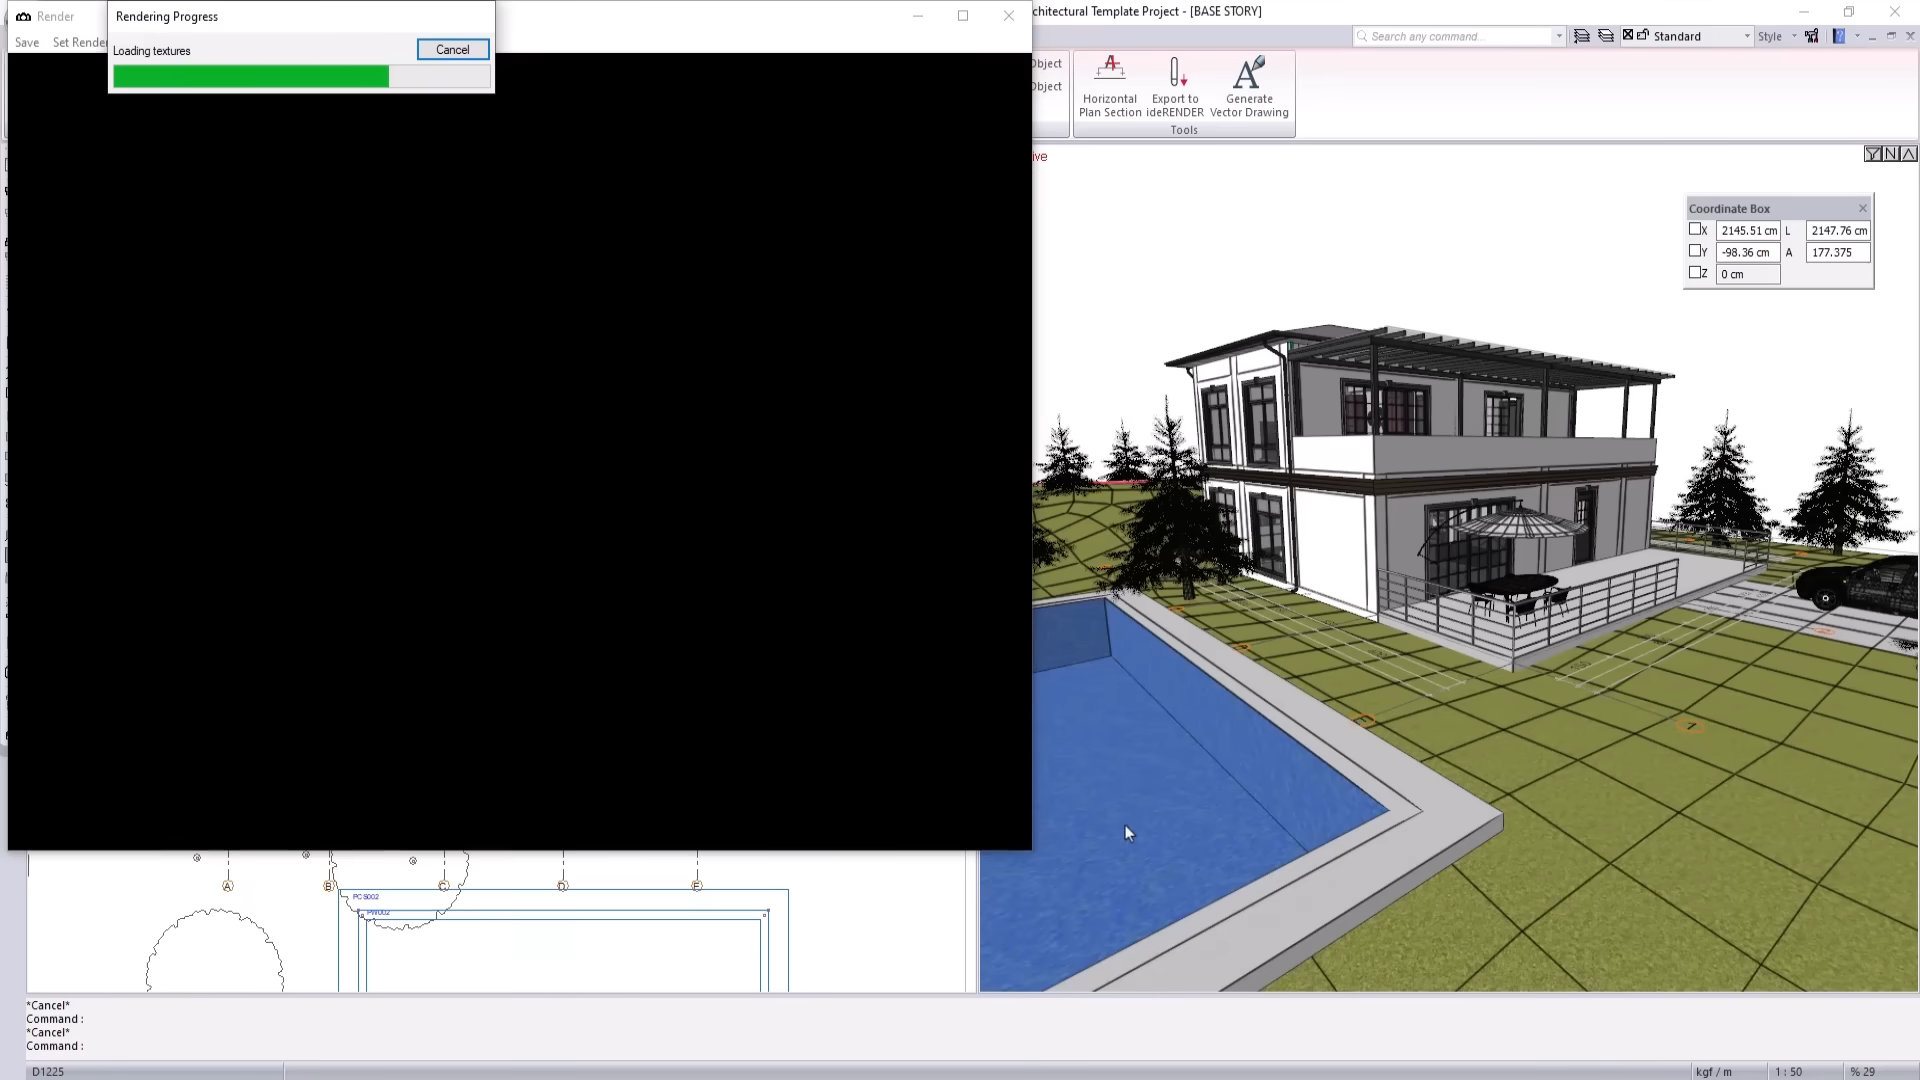 Render
Rendering Progress
chitectural Template Project - [BASE STORY]
Save Set Render
Loading textures
Cancel
Search any command...
Standard
Style
Object
Object
Horizontal
Plan Section
Export to
ideRENDER
Generate
Vector Drawing
Tools
ive
N
Coordinate Box
X 2145.51 cm L 2147.76 cm
Y -98.36 cm A 177.375
Z 0 cm
A B C D E
PCS002
PW002
*Cancel*
Command :
*Cancel*
Command :
D1225
kgf / m
1 : 50
% 29